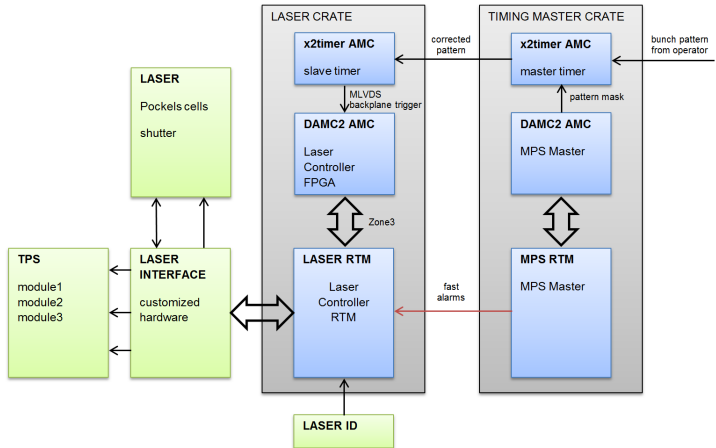 LASER CRATE
TIMING MASTER CRATE
x2timer AMC
slave timer
corrected
pattern
x2timer AMC
master timer
bunch pattern
from operator
MLVDS
backplane trigger
pattern mask
LASER
Pockels cells
shutter
DAMC2 AMC
Laser
Controller
FPGA
DAMC2 AMC
MPS Master
Zone3
TPS
module1
module2
module3
LASER
INTERFACE
customized
hardware
LASER RTM
Laser
Controller
RTM
fast
alarms
MPS RTM
MPS Master
LASER ID